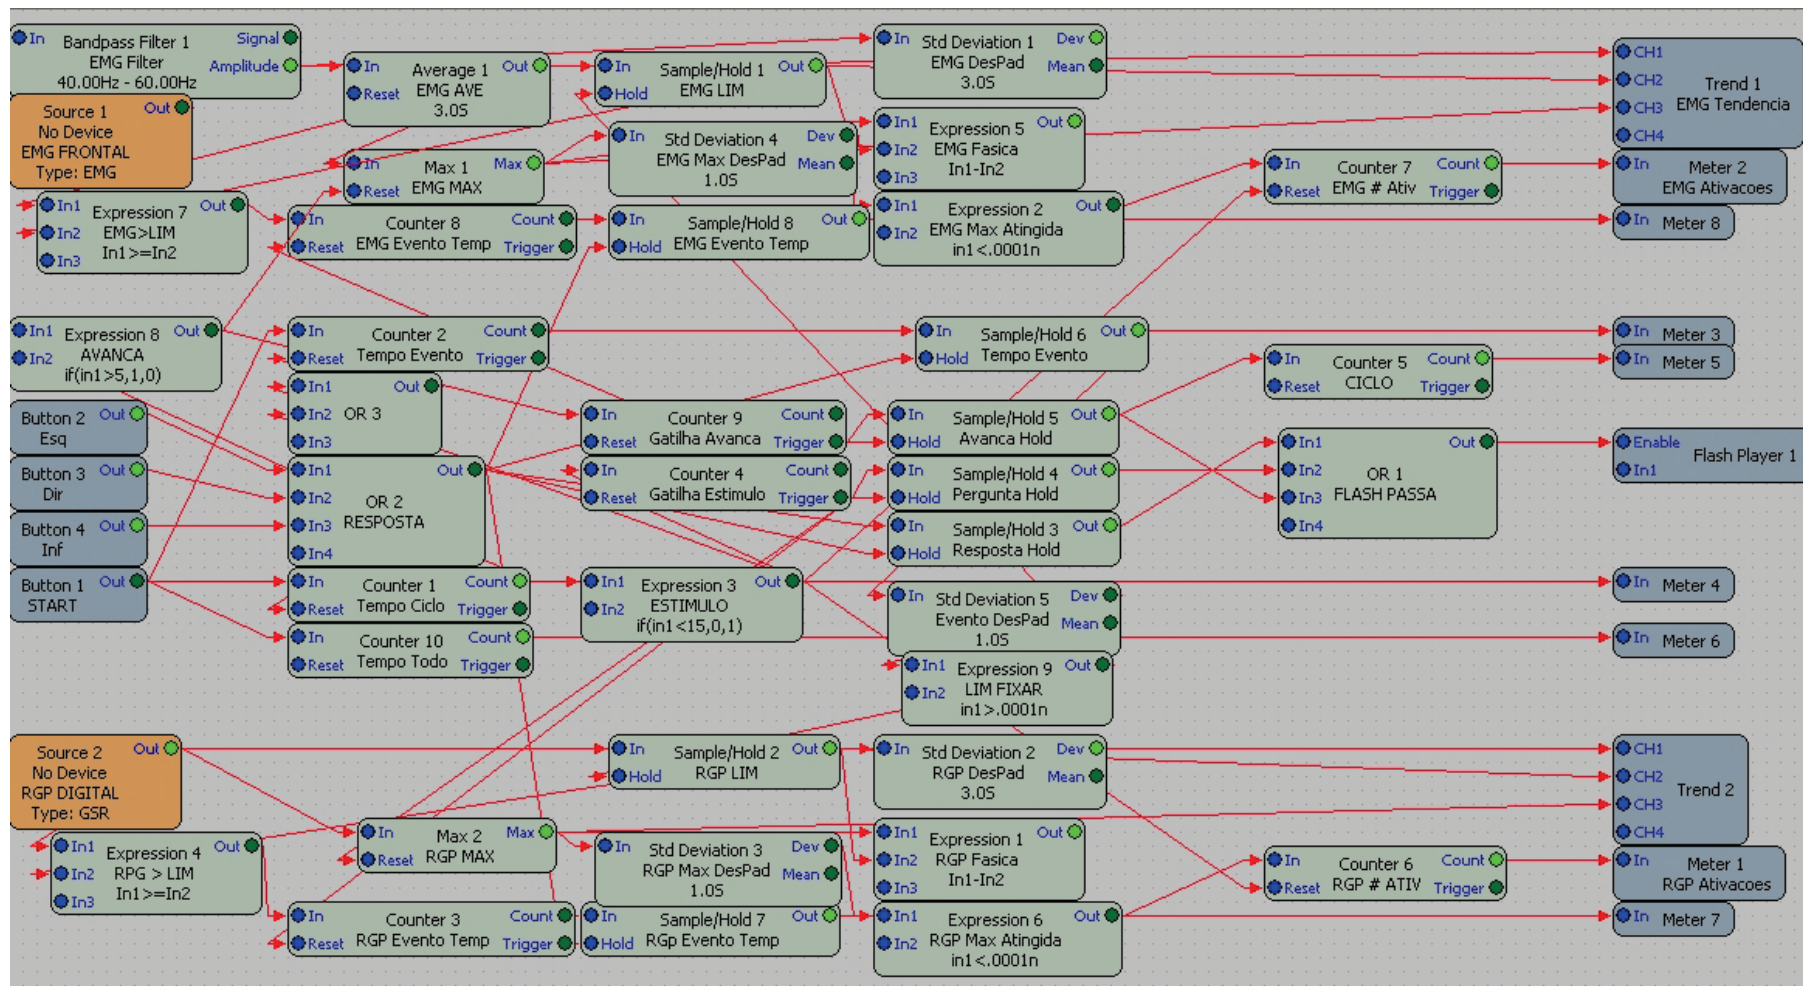 In Bandpass Filter 1 Signal
EMG Filter Amplitude
40.00Hz - 60.00Hz
Source 1 Out
No Device
EMG FRONTAL
Type: EMG
In Average 1 Out
Reset EMG AVE
3.0S
In Sample/Hold 1 Out
Hold EMG LIM
In Std Deviation 1 Dev
EMG DesPad Mean
3.0S
CH1
CH2 Trend 1
CH3 EMG Tendencia
CH4
In Max 1 Max
Reset EMG MAX
In Std Deviation 4 Dev
EMG Max DesPad Mean
1.0S
In1 Expression 5 Out
In2 EMG Fasica
In3 In1-In2
In Counter 7 Count
Reset EMG # Ativ Trigger
In Meter 2
EMG Ativacoes
In1 Expression 7 Out
In2 EMG>LIM
In3 In1>=In2
In Counter 8 Count
Reset EMG Evento Temp Trigger
In Sample/Hold 8 Out
Hold EMG Evento Temp
In1 Expression 2 Out
In2 EMG Max Atingida
in1<.0001n
In Meter 8
In1 Expression 8 Out
In2 AVANCA
if(in1>5,1,0)
In Counter 2 Count
Reset Tempo Evento Trigger
In Sample/Hold 6 Out
Hold Tempo Evento
In Meter 3
In Counter 5 Count
Reset CICLO Trigger
In Meter 5
Button 2 Out
Esq
In1 Out
In2 OR 3
In3
In Counter 9 Count
Reset Gatilha Avanca Trigger
In Sample/Hold 5 Out
Hold Avanca Hold
In1 Out
In2 OR 1
In3 FLASH PASSA
In4
Enable Flash Player 1
In1
Button 3 Out
Dir
In1 Out
In2 OR 2
In3 RESPOSTA
In4
In Counter 4 Count
Reset Gatilha Estimulo Trigger
In Sample/Hold 4 Out
Hold Pergunta Hold
Button 4 Out
Inf
In Sample/Hold 3 Out
Hold Resposta Hold
Button 1 Out
START
In Counter 1 Count
Reset Tempo Ciclo Trigger
In1 Expression 3 Out
In2 ESTIMULO
if(in1<15,0,1)
In Std Deviation 5 Dev
Evento DesPad Mean
1.0S
In Meter 4
In Counter 10 Count
Reset Tempo Todo Trigger
In Meter 6
In1 Expression 9 Out
In2 LIM FIXAR
in1>.0001n
Source 2 Out
No Device
RGP DIGITAL
Type: GSR
In Sample/Hold 2 Out
Hold RGP LIM
In Std Deviation 2 Dev
RGP DesPad Mean
3.0S
CH1
CH2 Trend 2
CH3
CH4
In1 Expression 4 Out
In2 RPG > LIM
In3 In1>=In2
In Max 2 Max
Reset RGP MAX
In Std Deviation 3 Dev
RGP Max DesPad Mean
1.0S
In1 Expression 1 Out
In2 RGP Fasica
In3 In1-In2
In Counter 6 Count
Reset RGP # ATIV Trigger
In Meter 1
RGP Ativacoes
In Counter 3 Count
Reset RGP Evento Temp Trigger
In Sample/Hold 7 Out
Hold RGp Evento Temp
In1 Expression 6 Out
In2 RGP Max Atingida
in1<.0001n
In Meter 7